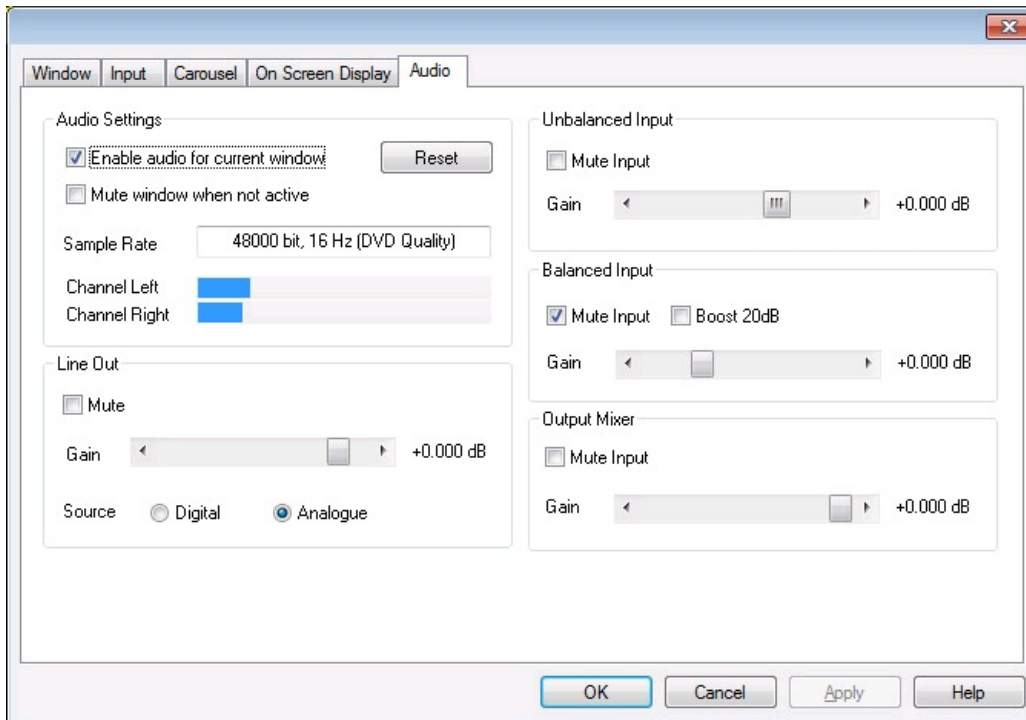 Window Input Carousel On Screen Display Audio
Audio Settings
Enable audio for current window Reset
Mute window when not active
Sample Rate 48000 bit, 16 Hz (DVD Quality)
Channel Left
Channel Right
Line Out
Mute
Gain +0.000 dB
Source Digital Analogue
Unbalanced Input
Mute Input
Gain +0.000 dB
Balanced Input
Mute Input Boost 20dB
Gain +0.000 dB
Output Mixer
Mute Input
Gain +0.000 dB
OK Cancel Apply Help